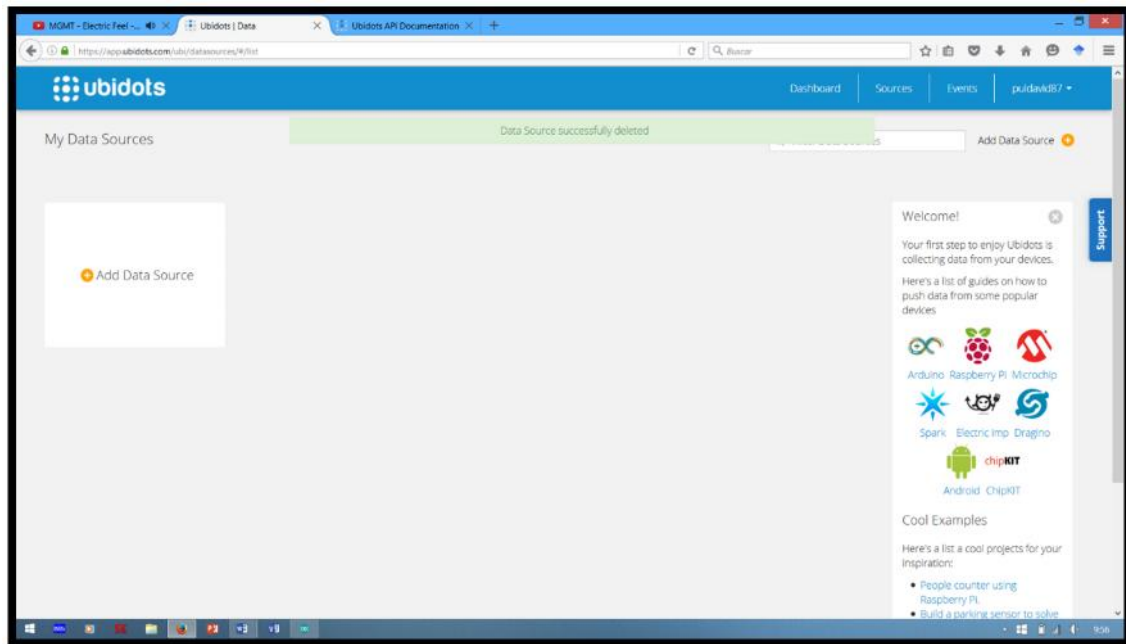 MGMT - Electric Feel -...
Ubidots | Data
Ubidots API Documentation
https://app.ubidots.com/ubi/datasources/#/list
Buscar
ubidots
Dashboard
Sources
Events
puldavid87
My Data Sources
Data Source successfully deleted
Add Data Source
Add Data Source
Support
Welcome!
Your first step to enjoy Ubidots is
collecting data from your devices.
Here's a list of guides on how to
push data from some popular
devices
Arduino Raspberry Pi Microchip
Spark Electric Imp Dragino
chipKIT
Android ChipKIT
Cool Examples
Here's a list a cool projects for your
inspiration:
People counter using
Raspberry Pi.
Build a parking sensor to solve
9:56